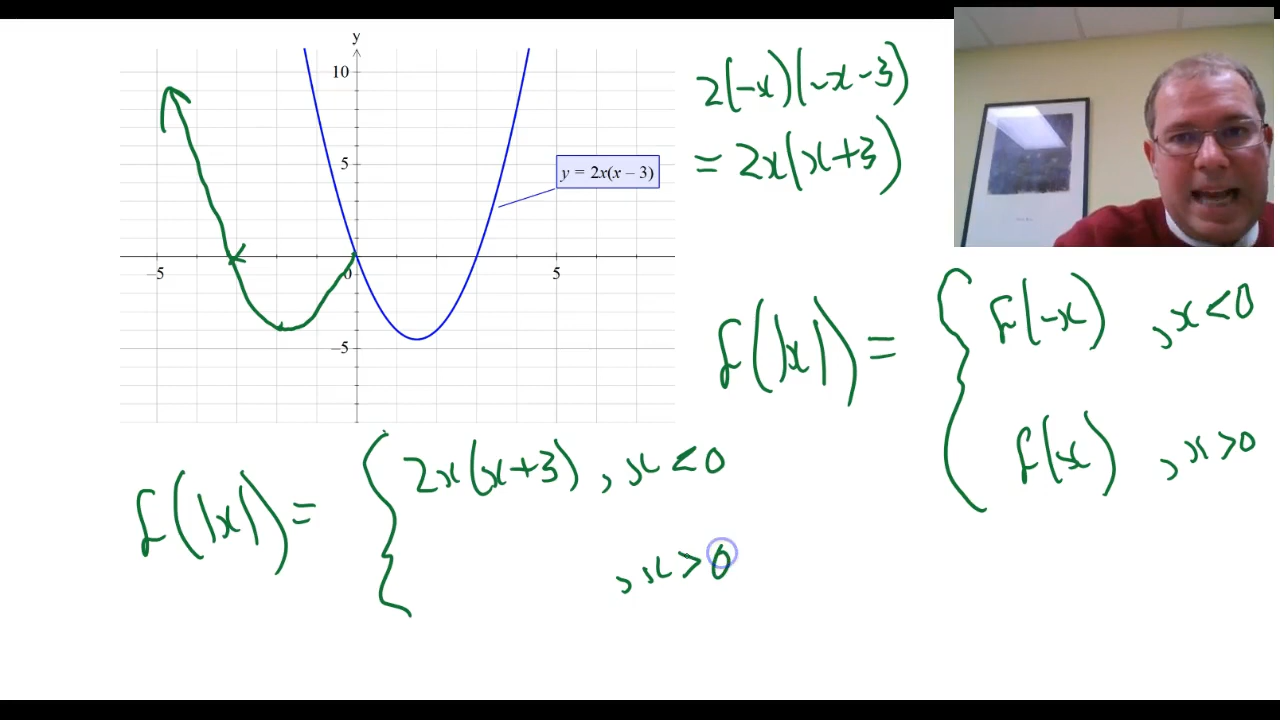 y
10
5
−5
0
5
−5
y = 2x(x − 3)
2(-x)(-x-3)
= 2x(x+3)
f(|x|) = { f(-x) , x<0
f(x) , x>0
f(|x|) = { 2x(x+3) , x<0
, x>0